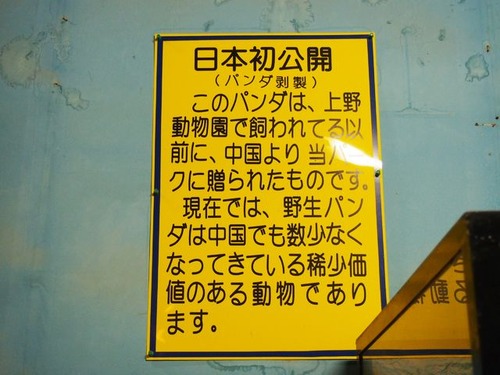 日本初公開
(パンダ剥製)
このパンダは、上野
動物園で飼われてる以
前に、中国より当パー
クに贈られたものです。
現在では、野生パン
ダは中国でも数少なく
なってきている稀少価
値のある動物であり
ます。